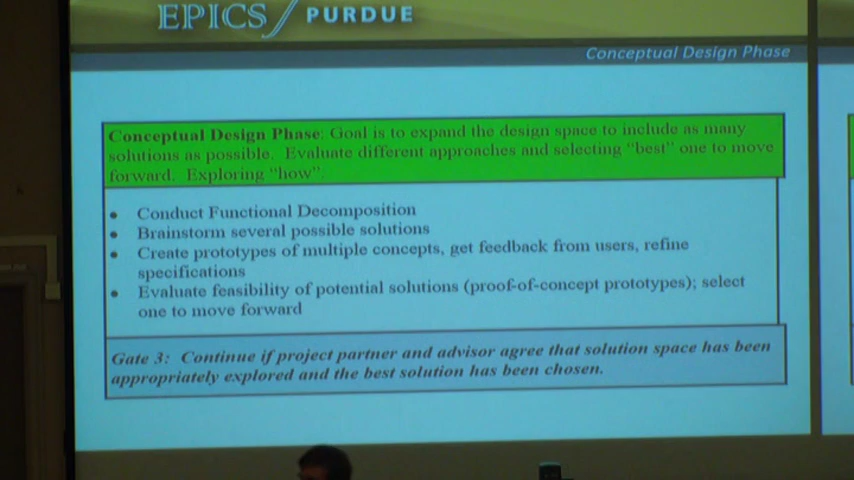 EPICS PURDUE
Conceptual Design Phase
Conceptual Design Phase: Goal is to expand the design space to include as many
solutions as possible. Evaluate different approaches and selecting "best" one to move
forward. Exploring "how"
• Conduct Functional Decomposition
• Brainstorm several possible solutions
• Create prototypes of multiple concepts, get feedback from users, refine
specifications
• Evaluate feasibility of potential solutions (proof-of-concept prototypes); select
one to move forward
Gate 3: Continue if project partner and advisor agree that solution space has been
appropriately explored and the best solution has been chosen.